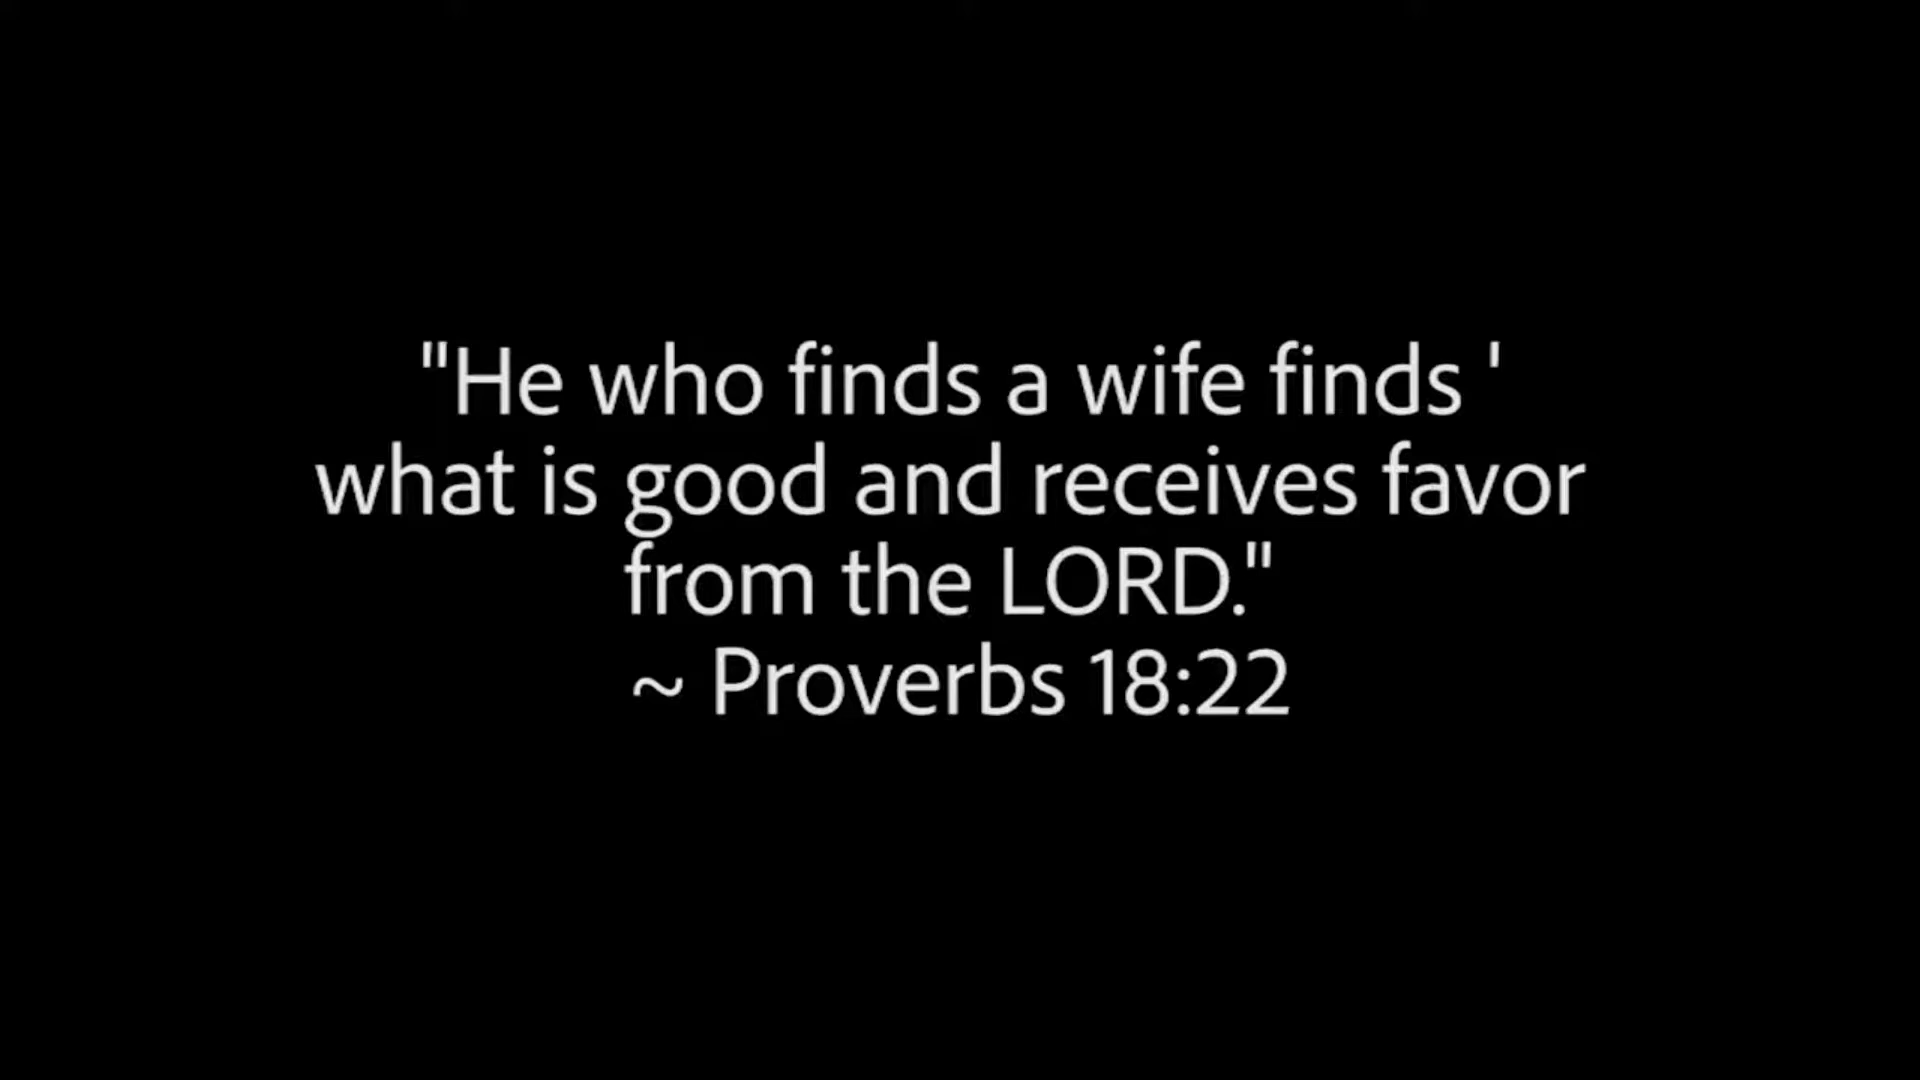 "He who finds a wife finds '
what is good and receives favor
from the LORD."
~ Proverbs 18:22